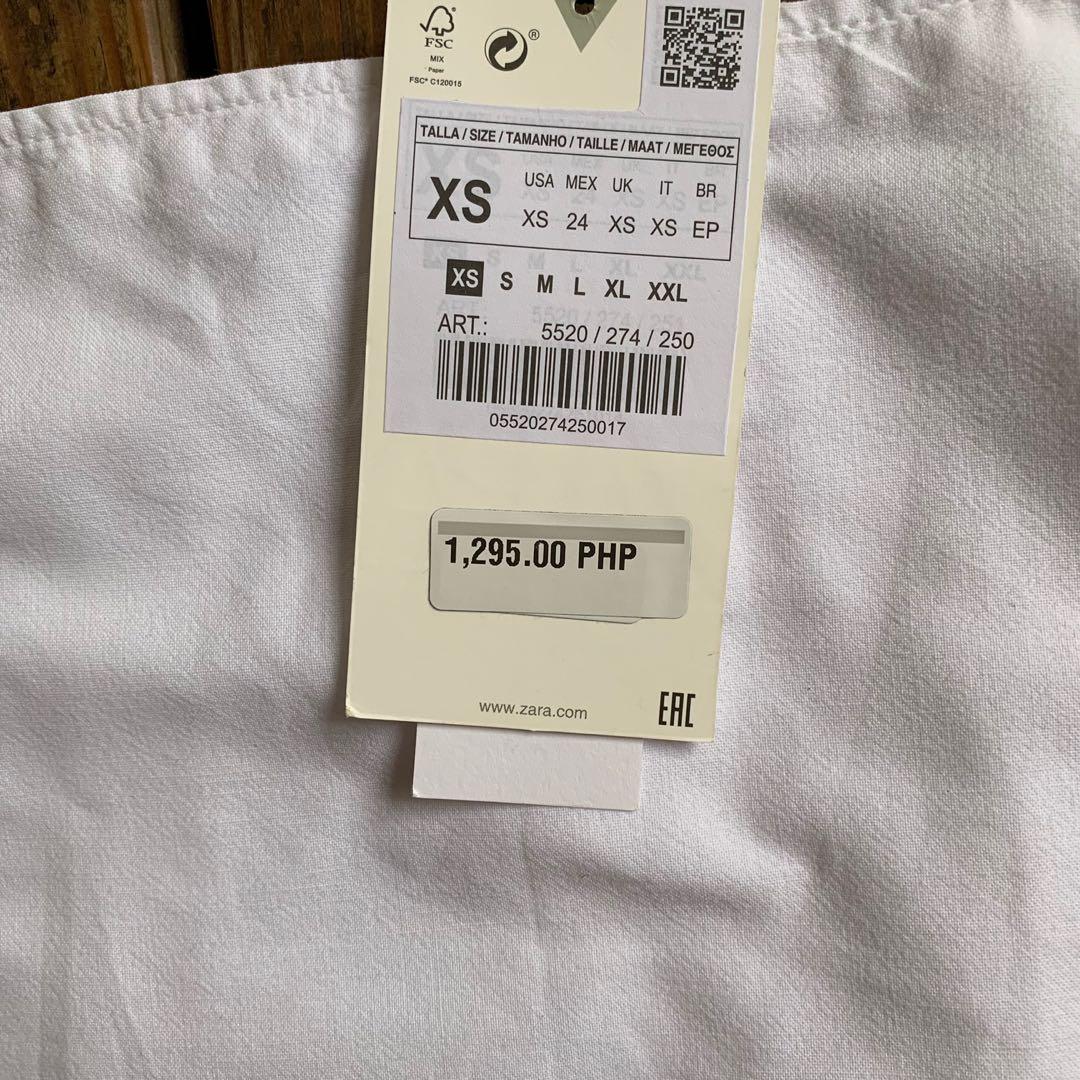 FSC
MIX
Paper
FSC® C120015
®
TALLA / SIZE / TAMANHO / TAILLE / MAAT / ΜΕΓΕΘΟΣ
XS
USA MEX UK IT BR
XS 24 XS XS EP
XS S M L XL XXL
ART.: 5520 / 274 / 250
05520274250017
1,295.00 PHP
www.zara.com
EAC